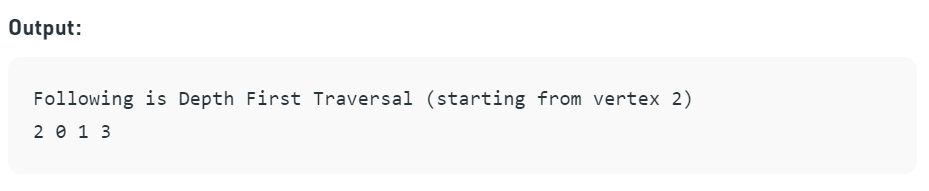 Output:
Following is Depth First Traversal (starting from vertex 2)
2 0 1 3